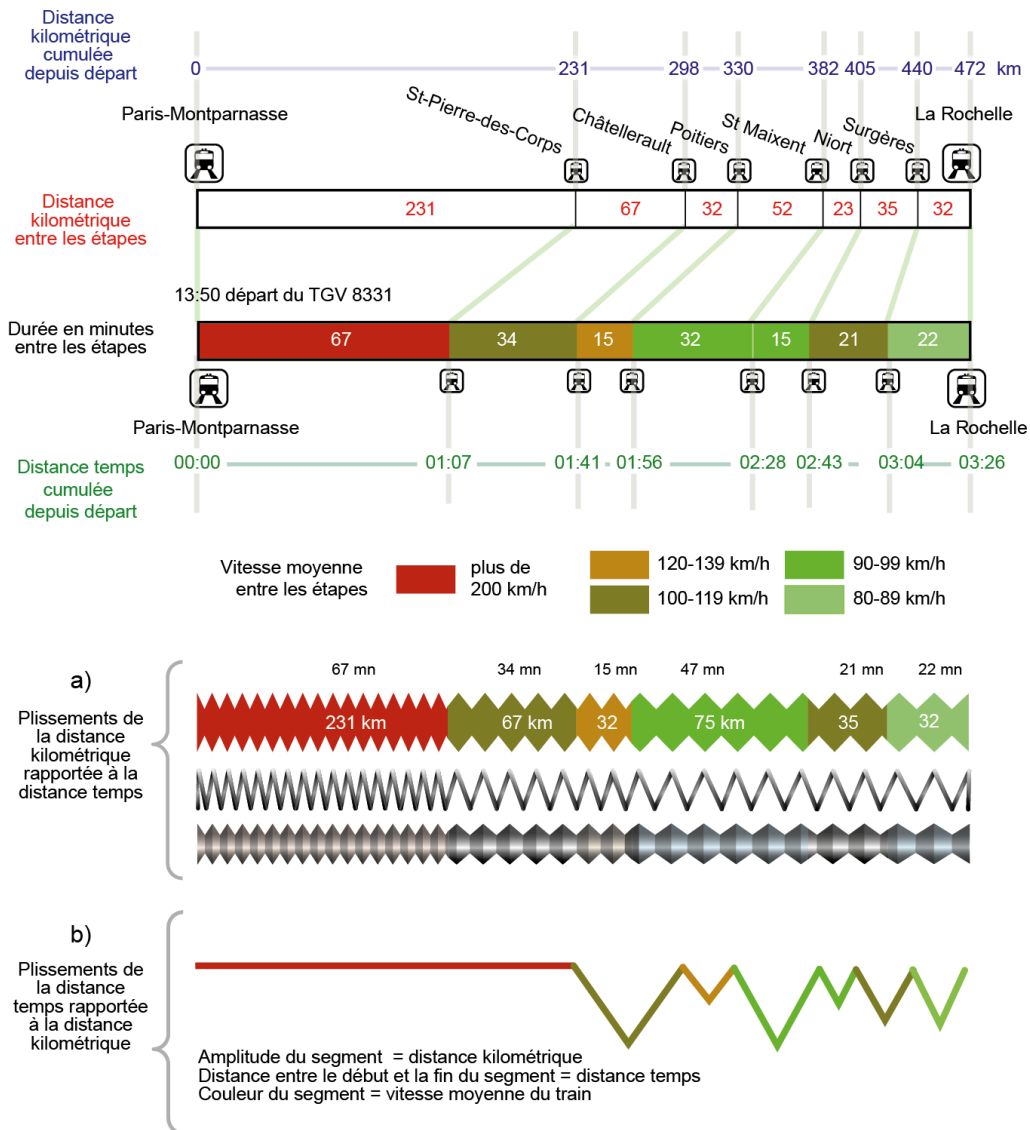 Distance
kilométrique
cumulée
depuis départ
0 231 298 330 382 405 440 472 km
Paris-Montparnasse
St-Pierre-des-Corps
Châtellerault
Poitiers
St Maixent
Niort
Surgères
La Rochelle
Distance
kilométrique
entre les étapes
231 67 32 52 23 35 32
13:50 départ du TGV 8331
Durée en minutes
entre les étapes
67 34 15 32 15 21 22
Paris-Montparnasse
La Rochelle
Distance temps
cumulée
depuis départ
00:00 01:07 01:41 01:56 02:28 02:43 03:04 03:26
Vitesse moyenne
entre les étapes
plus de
200 km/h
120-139 km/h
100-119 km/h
90-99 km/h
80-89 km/h
a)
Plissements de
la distance
kilométrique
rapportée à la
distance temps
67 mn 34 mn 15 mn 47 mn 21 mn 22 mn
231 km 67 km 32 75 km 35 32
b)
Plissements de
la distance
temps rapportée
à la distance
kilométrique
Amplitude du segment = distance kilométrique
Distance entre le début et la fin du segment = distance temps
Couleur du segment = vitesse moyenne du train